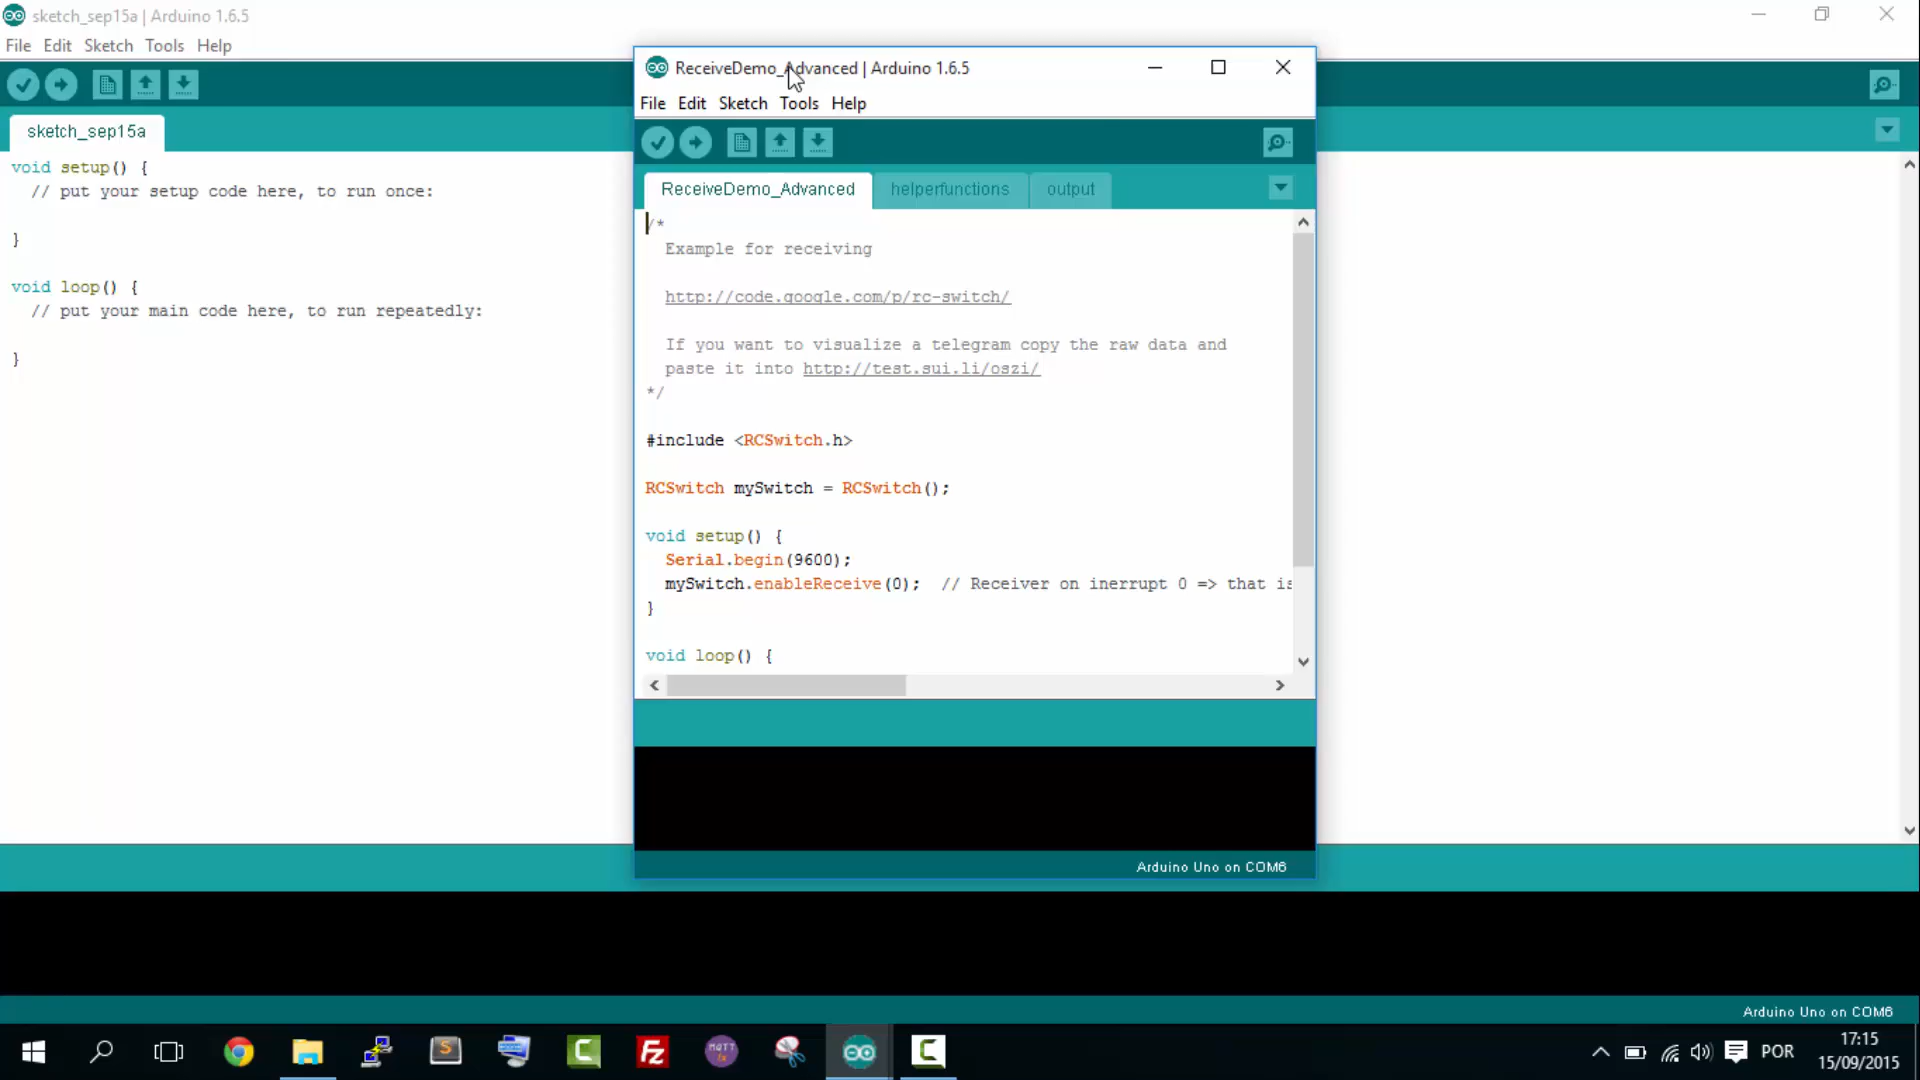 sketch_sep15a | Arduino 1.6.5
File Edit Sketch Tools Help
sketch_sep15a
void setup() {
// put your setup code here, to run once:
}
void loop() {
// put your main code here, to run repeatedly:
}
ReceiveDemo_Advanced | Arduino 1.6.5
File Edit Sketch Tools Help
ReceiveDemo_Advanced helperfunctions output
/*
Example for receiving
http://code.google.com/p/rc-switch/
If you want to visualize a telegram copy the raw data and
paste it into http://test.sui.li/oszi/
*/
#include <RCSwitch.h>
RCSwitch mySwitch = RCSwitch();
void setup() {
Serial.begin(9600);
mySwitch.enableReceive(0);  // Receiver on inerrupt 0 => that is
}
void loop() {
Arduino Uno on COM6
Arduino Uno on COM6
POR
17:15
15/09/2015